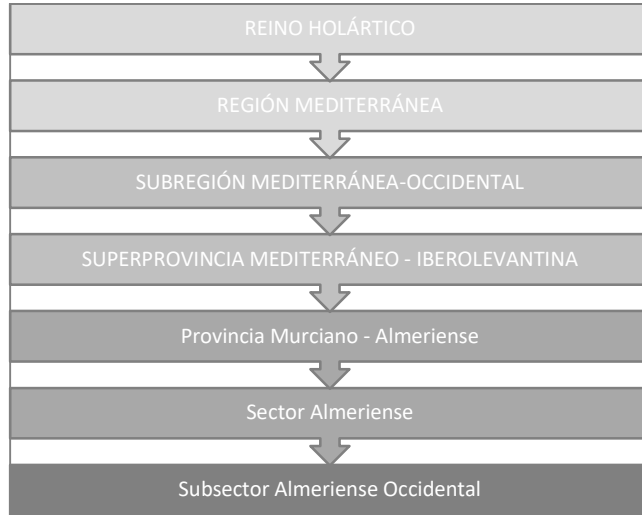 REINO HOLÁRTICO
REGIÓN MEDITERRÁNEA
SUBREGIÓN MEDITERRÁNEA-OCCIDENTAL
SUPERPROVINCIA MEDITERRÁNEO - IBEROLEVANTINA
Provincia Murciano - Almeriense
Sector Almeriense
Subsector Almeriense Occidental